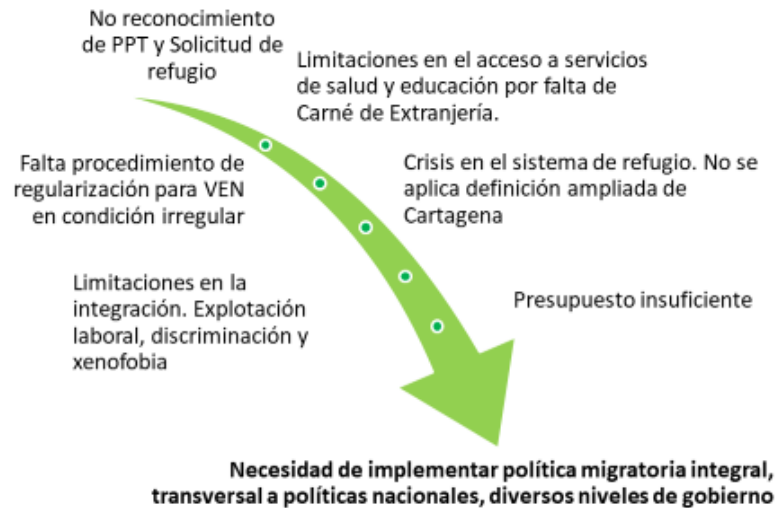 No reconocimiento
de PPT y Solicitud de
refugio
Limitaciones en el acceso a servicios
de salud y educación por falta de
Carné de Extranjería.
Falta procedimiento de
regularización para VEN
en condición irregular
Crisis en el sistema de refugio. No se
aplica definición ampliada de
Cartagena
Limitaciones en la
integración. Explotación
laboral, discriminación y
xenofobia
Presupuesto insuficiente
Necesidad de implementar política migratoria integral,
transversal a políticas nacionales, diversos niveles de gobierno